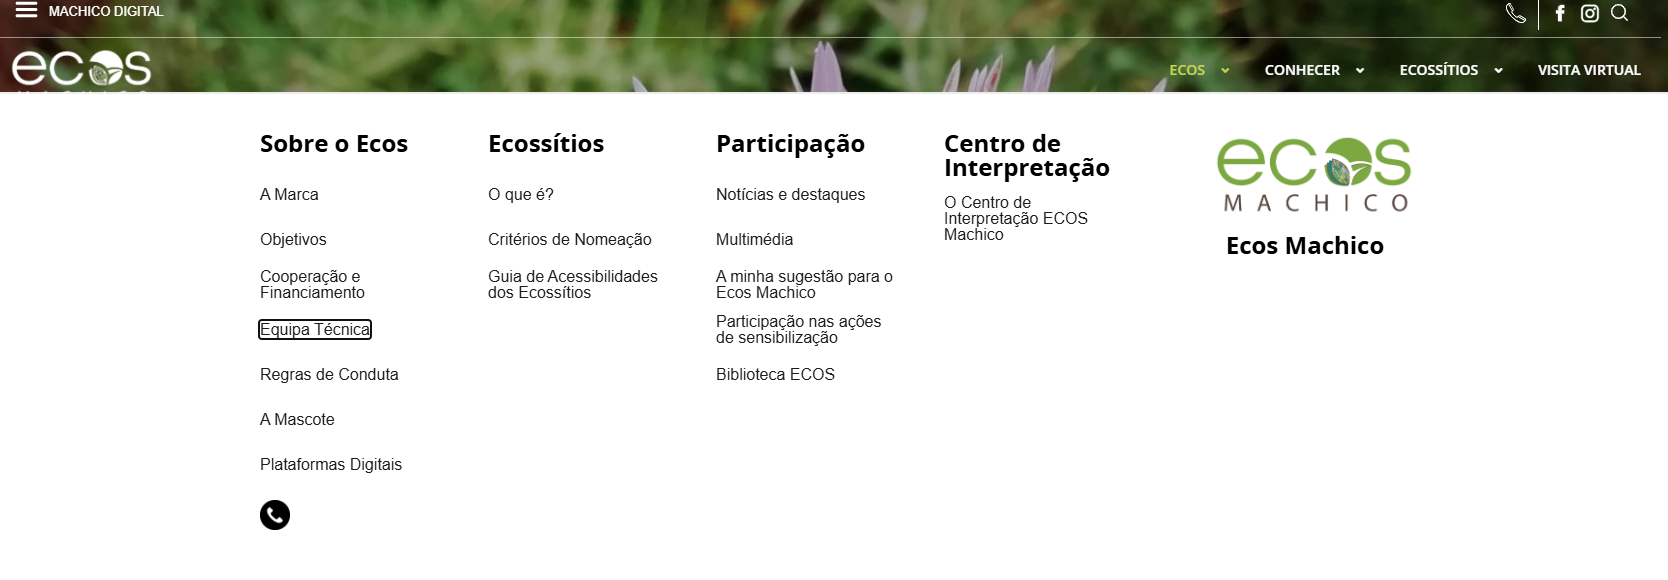 MACHICO DIGITAL
ecos
ECOS
CONHECER
ECOSSÍTIOS
VISITA VIRTUAL
Sobre o Ecos
A Marca
Objetivos
Cooperação e
Financiamento
Equipa Técnica
Regras de Conduta
A Mascote
Plataformas Digitais
Ecossítios
O que é?
Critérios de Nomeação
Guia de Acessibilidades
dos Ecossítios
Participação
Notícias e destaques
Multimédia
A minha sugestão para o
Ecos Machico
Participação nas ações
de sensibilização
Biblioteca ECOS
Centro de
Interpretação
O Centro de
Interpretação ECOS
Machico
ecos
MACHICO
Ecos Machico